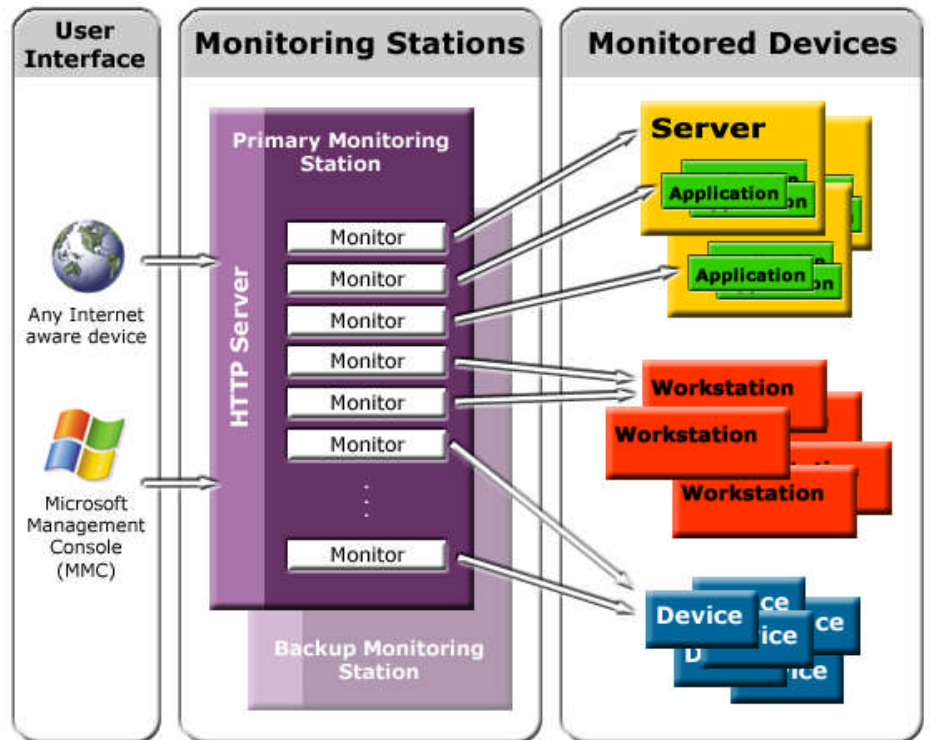 User
Interface
Monitoring Stations
Monitored Devices
Any Internet
aware device
Microsoft
Management
Console
(MMC)
HTTP Server
Primary Monitoring
Station
Monitor
Monitor
Monitor
Monitor
Monitor
Monitor
Monitor
Backup Monitoring
Station
Server
Application
Application
Workstation
Workstation
Workstation
Device